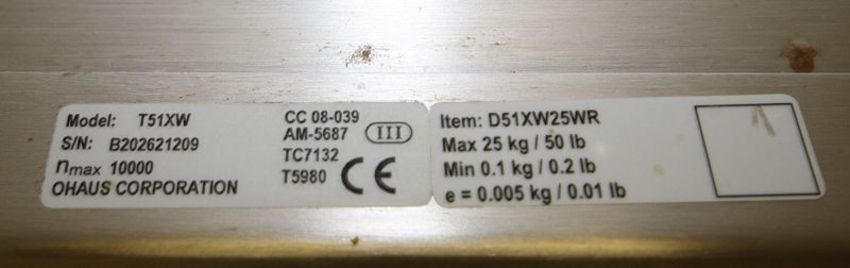 Model: T51XW
S/N: B202621209
nmax 10000
OHAUS CORPORATION
CC 08-039
AM-5687 III
TC7132
T5980 CE
Item: D51XW25WR
Max 25 kg / 50 lb
Min 0.1 kg / 0.2 lb
e = 0.005 kg / 0.01 lb